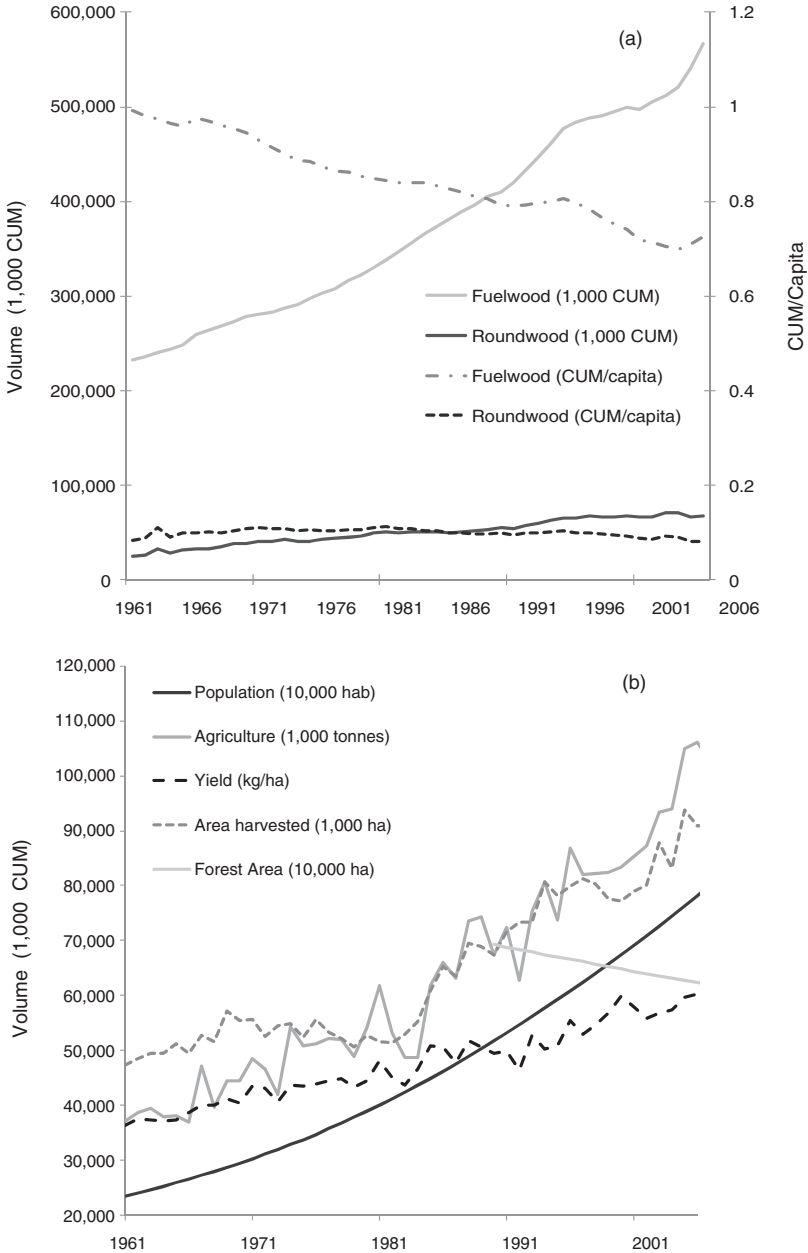 600,000
500,000
400,000
300,000
200,000
100,000
0
Volume (1,000 CUM)
1.2
1
0.8
0.6
0.4
0.2
0
CUM/Capita
(a)
Fuelwood (1,000 CUM)
Roundwood (1,000 CUM)
Fuelwood (CUM/capita)
Roundwood (CUM/capita)
1961 1966 1971 1976 1981 1986 1991 1996 2001 2006
120,000
110,000
100,000
90,000
80,000
70,000
60,000
50,000
40,000
30,000
20,000
Volume (1,000 CUM)
(b)
Population (10,000 hab)
Agriculture (1,000 tonnes)
Yield (kg/ha)
Area harvested (1,000 ha)
Forest Area (10,000 ha)
1961 1971 1981 1991 2001